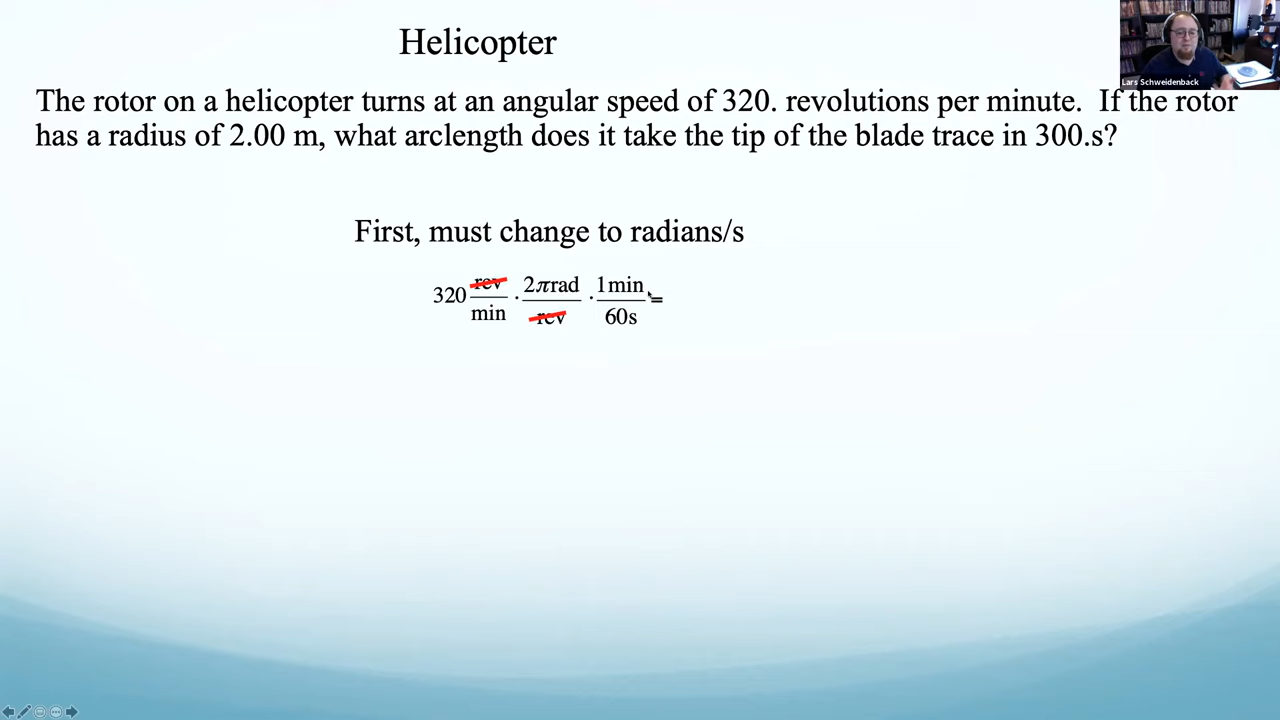 Helicopter
Lars Schweidenback
The rotor on a helicopter turns at an angular speed of 320. revolutions per minute. If the rotor
has a radius of 2.00 m, what arclength does it take the tip of the blade trace in 300.s?
First, must change to radians/s
320 rev/min · 2πrad/rev · 1min/60s =